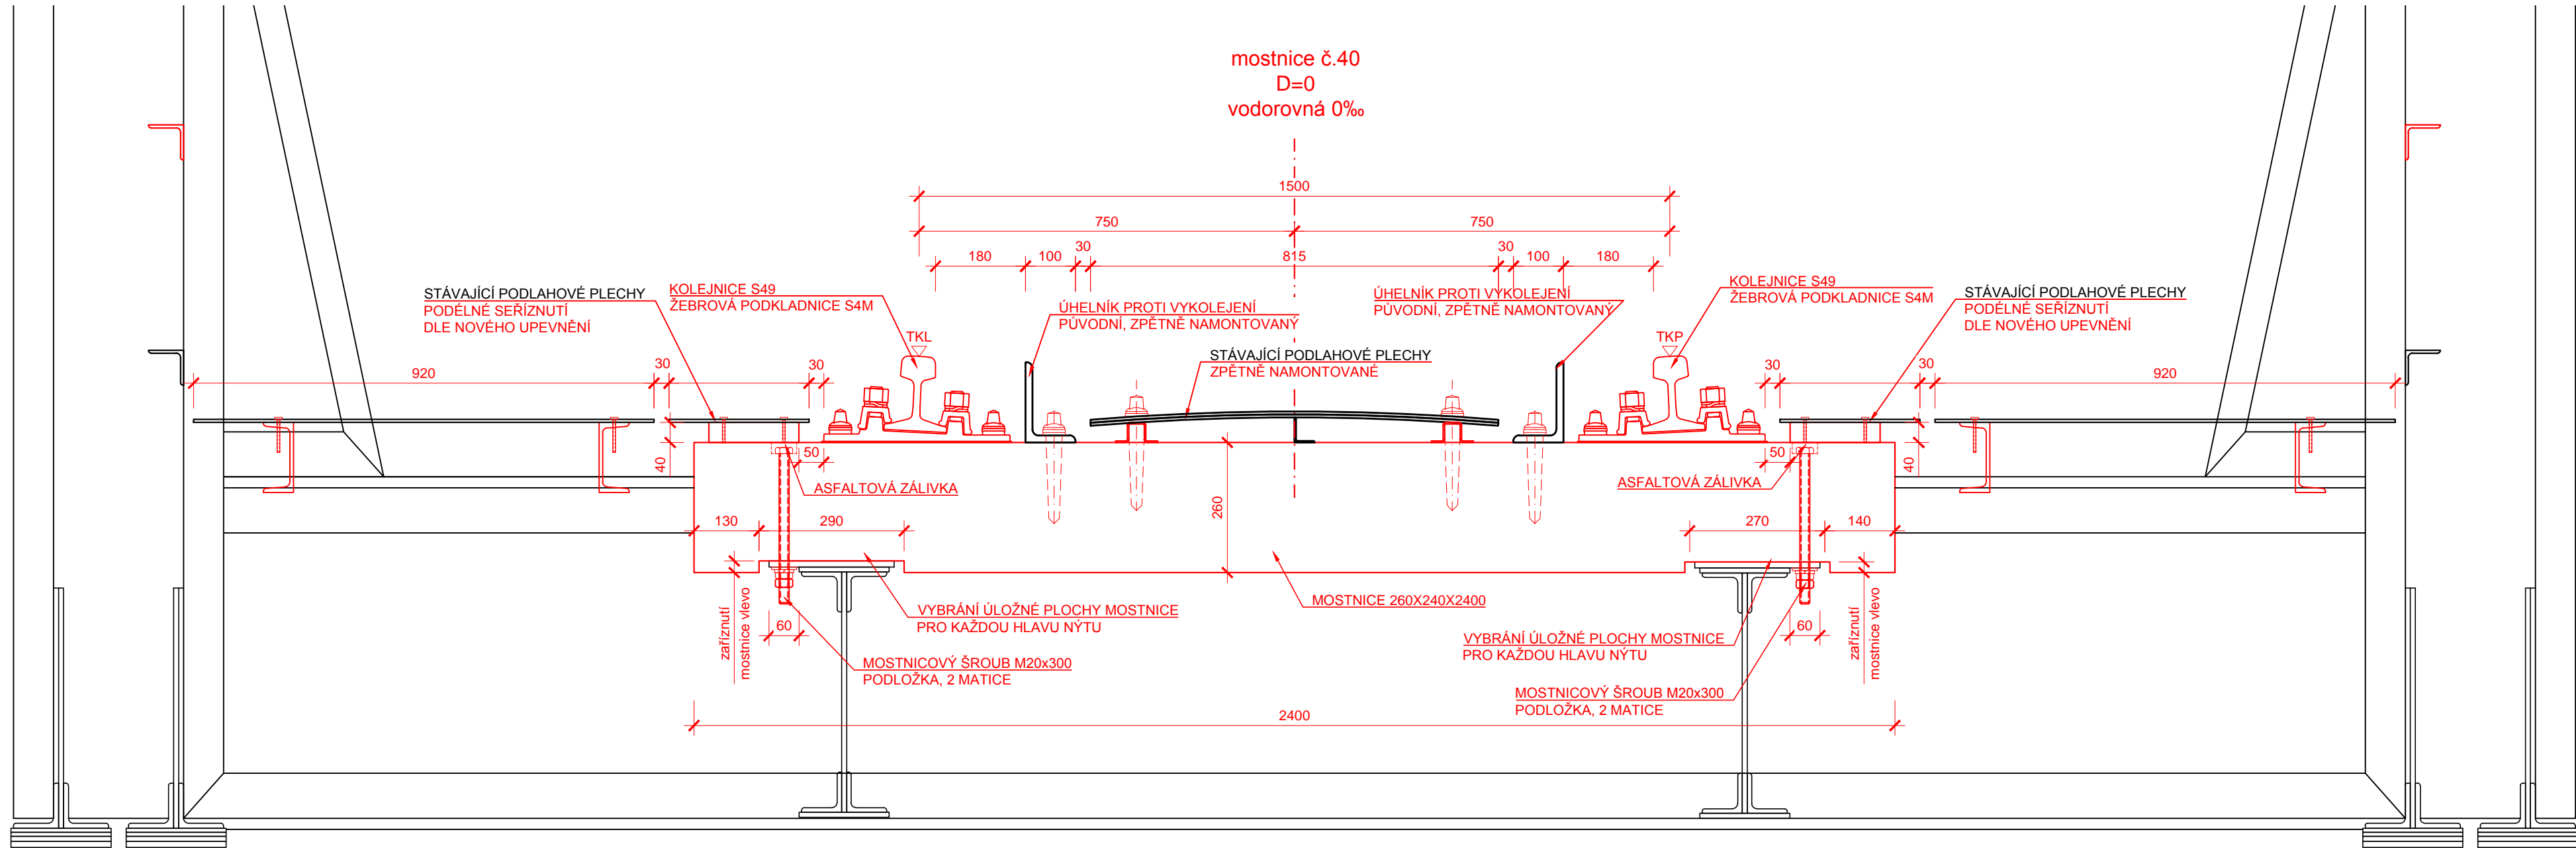 mostnice č.40
D=0
vodorovná 0‰
1500
750
750
30
30
180
100
815
100
180
STÁVAJÍCÍ PODLAHOVÉ PLECHY
PODÉLNÉ SEŘÍZNUTÍ
DLE NOVÉHO UPEVNĚNÍ
KOLEJNICE S49
ŽEBROVÁ PODKLADNICE S4M
ÚHELNÍK PROTI VYKOLEJENÍ
PŮVODNÍ, ZPĚTNĚ NAMONTOVANÝ
ÚHELNÍK PROTI VYKOLEJENÍ
PŮVODNÍ, ZPĚTNĚ NAMONTOVANÝ
KOLEJNICE S49
ŽEBROVÁ PODKLADNICE S4M
STÁVAJÍCÍ PODLAHOVÉ PLECHY
PODÉLNÉ SEŘÍZNUTÍ
DLE NOVÉHO UPEVNĚNÍ
TKL
TKP
STÁVAJÍCÍ PODLAHOVÉ PLECHY
ZPĚTNĚ NAMONTOVANÉ
920
30
30
30
30
920
40
50
50
40
ASFALTOVÁ ZÁLIVKA
ASFALTOVÁ ZÁLIVKA
260
130
290
270
140
zaříznutí
mostnice vlevo
60
VYBRÁNÍ ÚLOŽNÉ PLOCHY MOSTNICE
PRO KAŽDOU HLAVU NÝTU
MOSTNICE 260X240X2400
VYBRÁNÍ ÚLOŽNÉ PLOCHY MOSTNICE
PRO KAŽDOU HLAVU NÝTU
60
zaříznutí
mostnice vlevo
MOSTNICOVÝ ŠROUB M20x300
PODLOŽKA, 2 MATICE
MOSTNICOVÝ ŠROUB M20x300
PODLOŽKA, 2 MATICE
2400